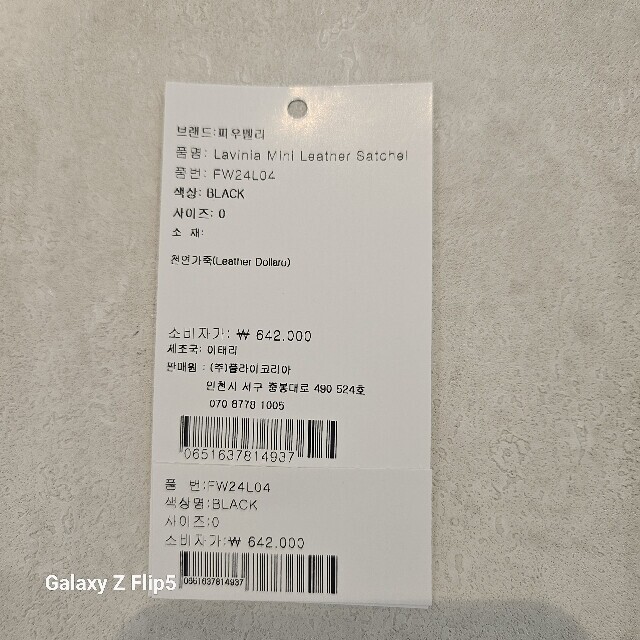 브랜드:피우벨리
품명: Lavinia Mini Leather Satchel
품번: FW24L04
색상: BLACK
사이즈: 0
소 재:
천연가죽(Leather Dollaro)
소비자가: ₩ 642,000
제조국: 이태리
판매원 : (주)플라이코리아
인천시 서구 중봉대로 490 524호
070 8778 1005
0651637814937
품 번:FW24L04
색상명:BLACK
사이즈:0
소비자가:₩ 642,000
0651637814937
Galaxy Z Flip5